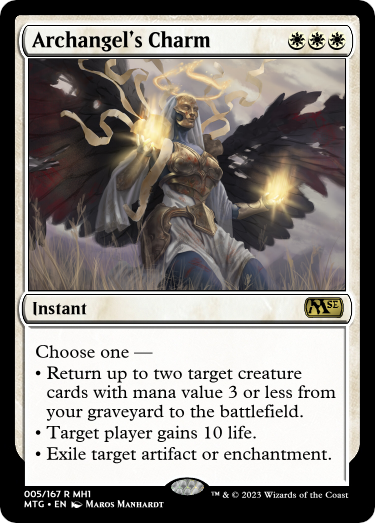 Archangel's Charm
Instant
MSE
Choose one —
• Return up to two target creature
cards with mana value 3 or less from
your graveyard to the battlefield.
• Target player gains 10 life.
• Exile target artifact or enchantment.
005/167 R MH1
MTG • EN Maros Manhardt
™ & © 2023 Wizards of the Coast